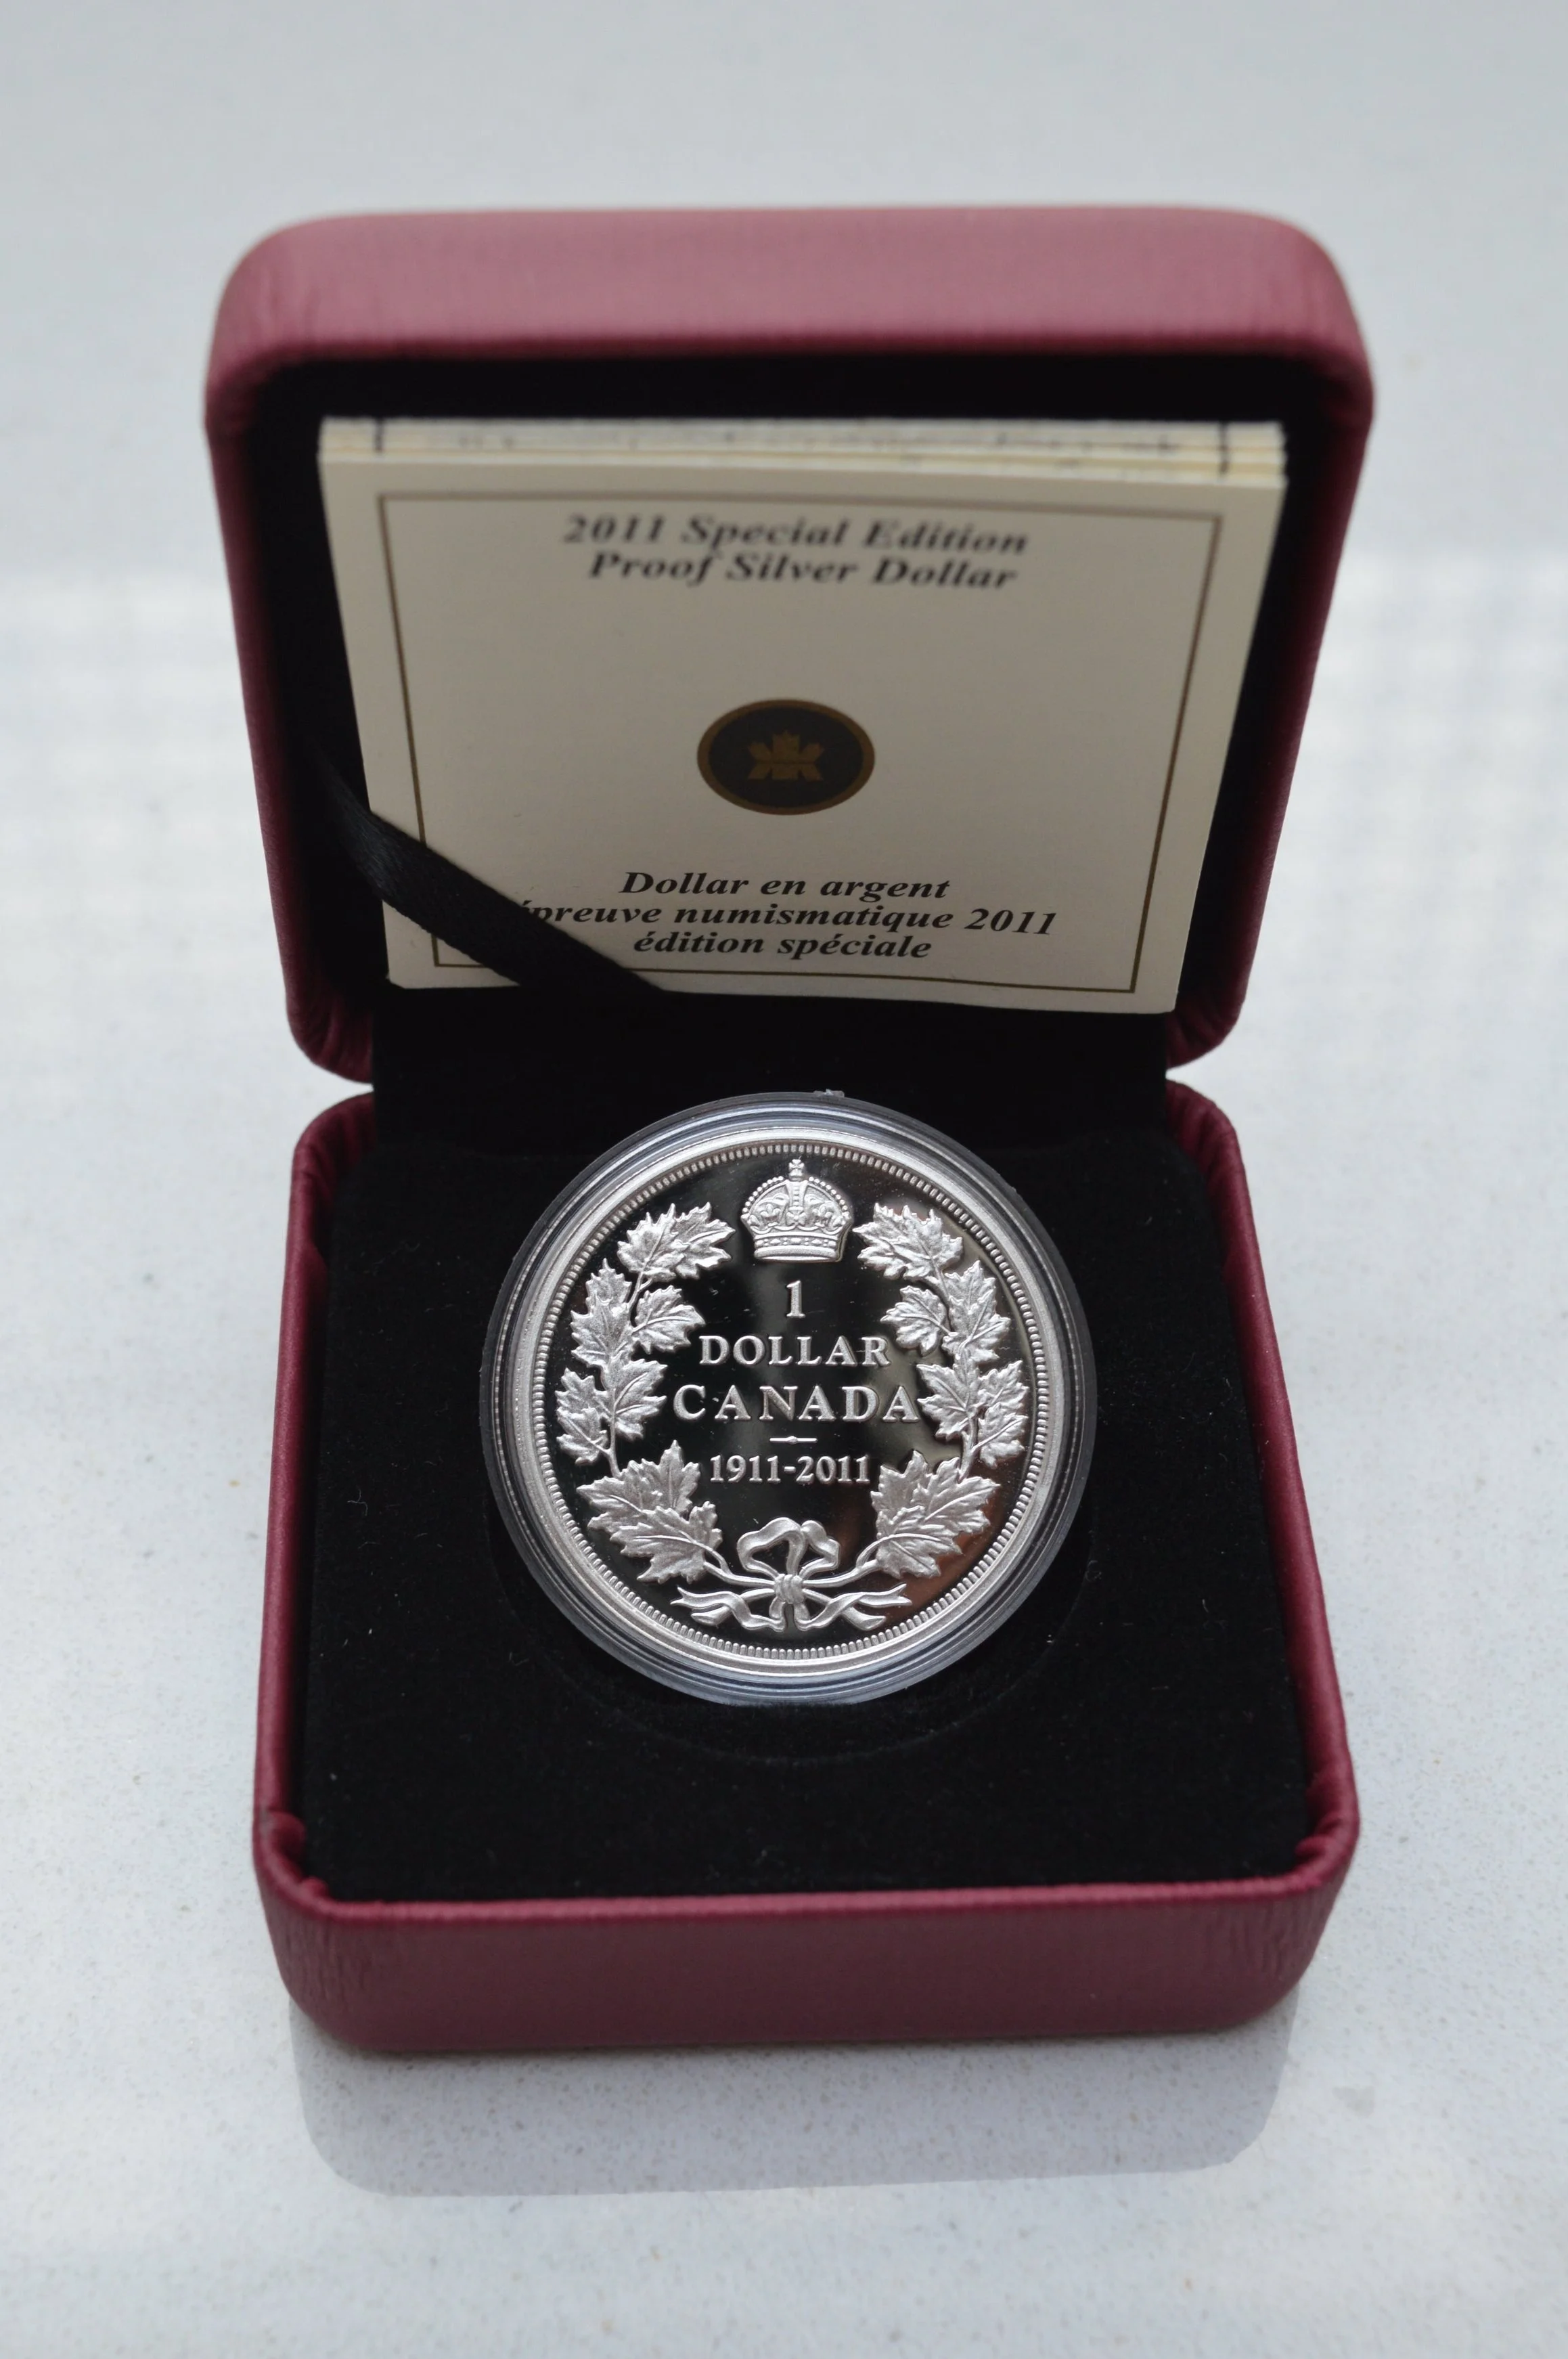 2011 Special Edition
Proof Silver Dollar
Dollar en argent
numismatique 2011
édition spéciale
1
DOLLAR
CANADA
1911-2011